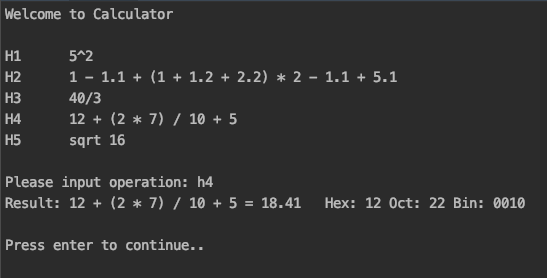 Welcome to Calculator
H1 5^2
H2 1 - 1.1 + (1 + 1.2 + 2.2) * 2 - 1.1 + 5.1
H3 40/3
H4 12 + (2 * 7) / 10 + 5
H5 sqrt 16
Please input operation: h4
Result: 12 + (2 * 7) / 10 + 5 = 18.41 Hex: 12 Oct: 22 Bin: 0010
Press enter to continue..